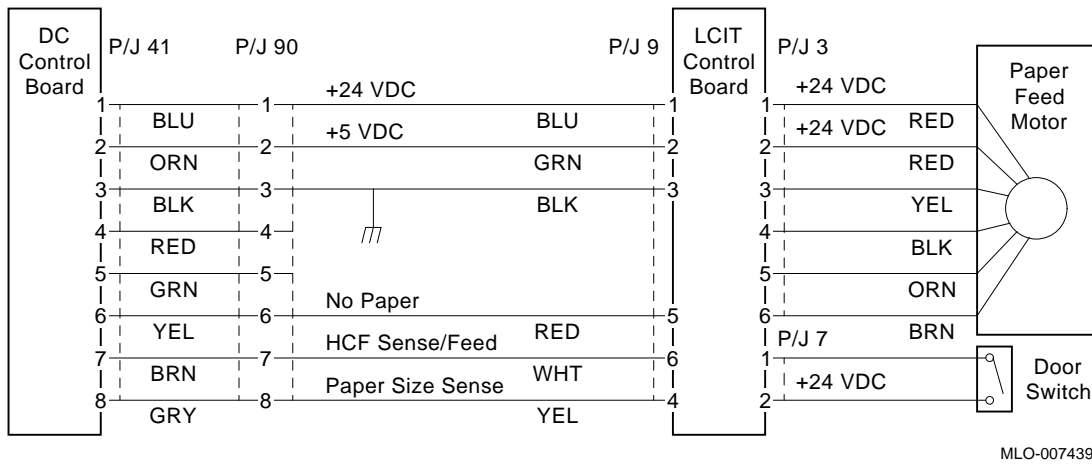 DC
Control
Board
P/J 41
P/J 90
P/J 9
LCIT
Control
Board
P/J 3
Paper
Feed
Motor
1 1 +24 VDC 1 1 +24 VDC
BLU BLU RED
2 2 +5 VDC 2 2 +24 VDC
ORN GRN RED
3 3 3 3
BLK BLK YEL
4 4 4
RED BLK
5 5 5
GRN ORN
6 6 No Paper 5 6
YEL RED BRN
P/J 7
7 7 HCF Sense/Feed 6 1
BRN WHT
8 8 Paper Size Sense 4 2 +24 VDC
GRY YEL
Door
Switch
MLO-007439